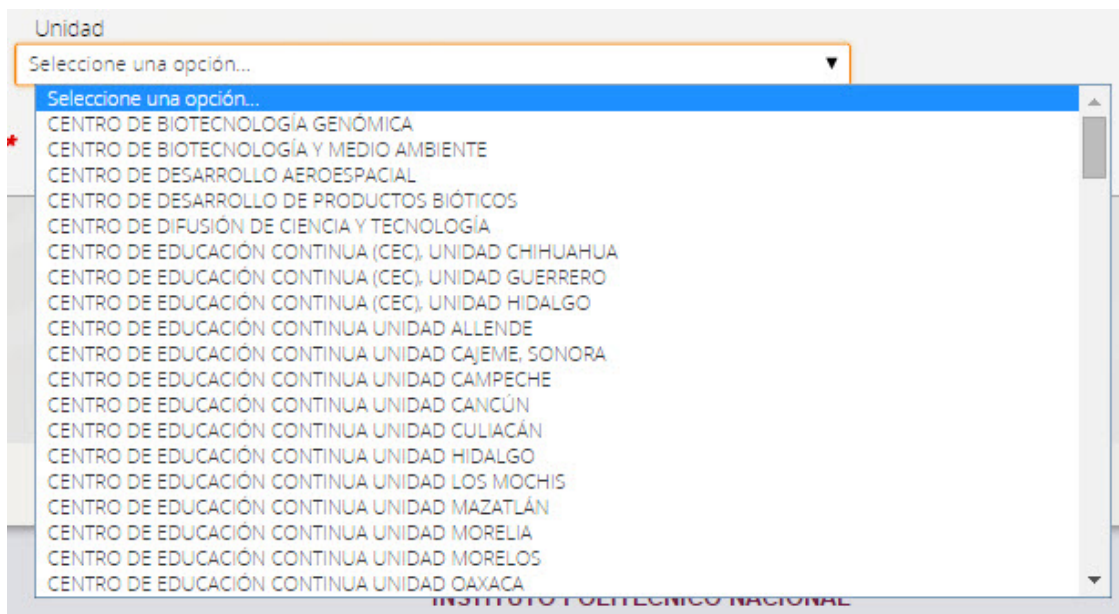 Unidad
Seleccione una opción...
Seleccione una opción...
CENTRO DE BIOTECNOLOGÍA GENÓMICA
*
CENTRO DE BIOTECNOLOGÍA Y MEDIO AMBIENTE
CENTRO DE DESARROLLO AEROESPACIAL
CENTRO DE DESARROLLO DE PRODUCTOS BIÓTICOS
CENTRO DE DIFUSIÓN DE CIENCIA Y TECNOLOGÍA
CENTRO DE EDUCACIÓN CONTINUA (CEC), UNIDAD CHIHUAHUA
CENTRO DE EDUCACIÓN CONTINUA (CEC), UNIDAD GUERRERO
CENTRO DE EDUCACIÓN CONTINUA (CEC), UNIDAD HIDALGO
CENTRO DE EDUCACIÓN CONTINUA UNIDAD ALLENDE
CENTRO DE EDUCACIÓN CONTINUA UNIDAD CAJEME, SONORA
CENTRO DE EDUCACIÓN CONTINUA UNIDAD CAMPECHE
CENTRO DE EDUCACIÓN CONTINUA UNIDAD CANCÚN
CENTRO DE EDUCACIÓN CONTINUA UNIDAD CULIACÁN
CENTRO DE EDUCACIÓN CONTINUA UNIDAD HIDALGO
CENTRO DE EDUCACIÓN CONTINUA UNIDAD LOS MOCHIS
CENTRO DE EDUCACIÓN CONTINUA UNIDAD MAZATLÁN
CENTRO DE EDUCACIÓN CONTINUA UNIDAD MORELIA
CENTRO DE EDUCACIÓN CONTINUA UNIDAD MORELOS
CENTRO DE EDUCACIÓN CONTINUA UNIDAD OAXACA
INSTITUTO POLITÉCNICO NACIONAL